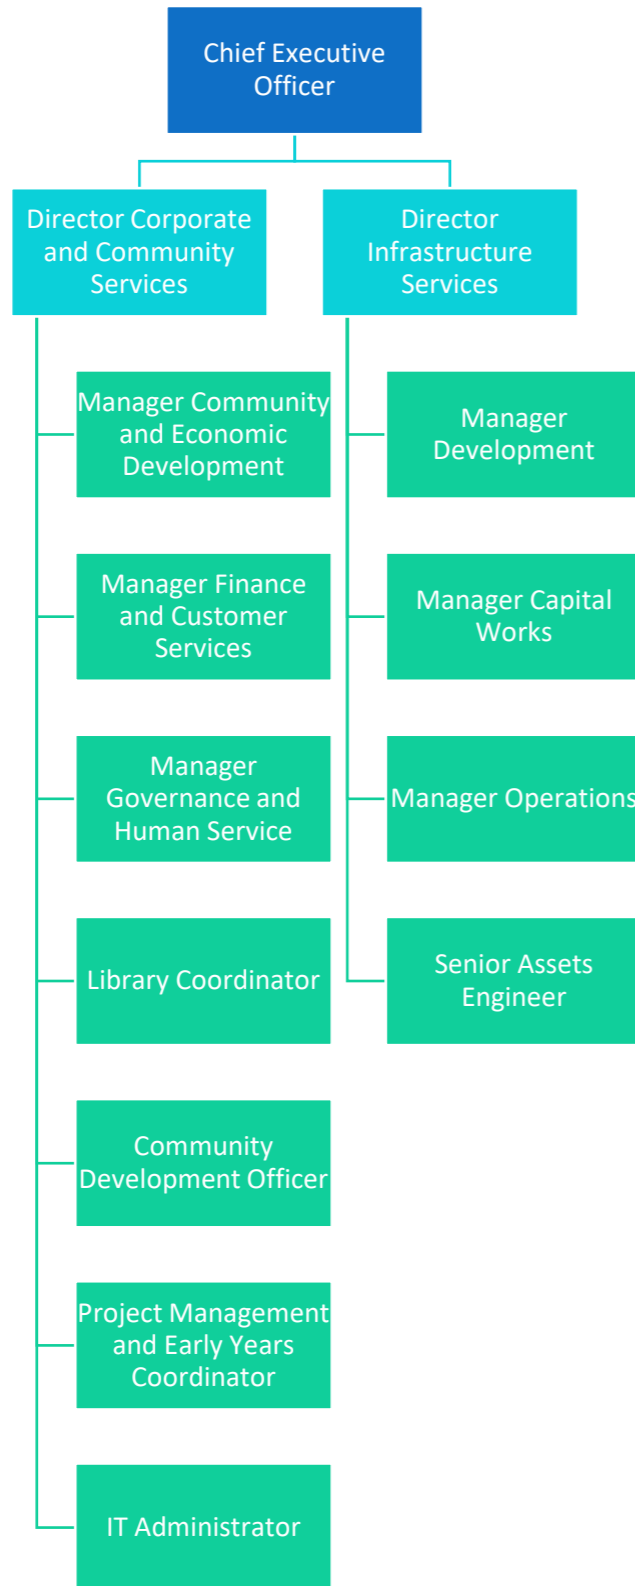 Chief Executive
Officer
Director Corporate
and Community
Services
Director
Infrastructure
Services
Manager Community
and Economic
Development
Manager Finance
and Customer
Services
Manager
Governance and
Human Service
Library Coordinator
Community
Development Officer
Project Management
and Early Years
Coordinator
IT Administrator
Manager
Development
Manager Capital
Works
Manager Operations
Senior Assets
Engineer